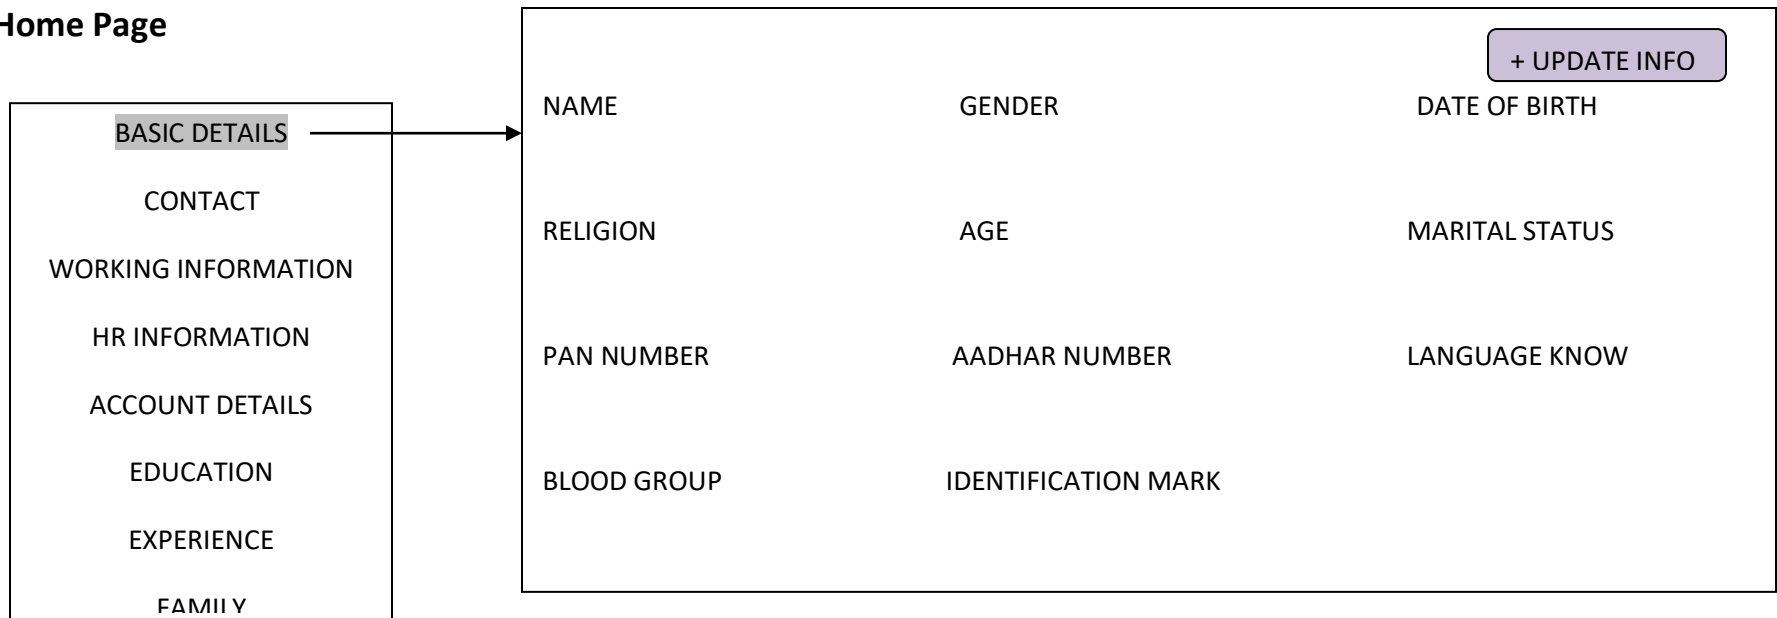 Home Page
BASIC DETAILS
CONTACT
WORKING INFORMATION
HR INFORMATION
ACCOUNT DETAILS
EDUCATION
EXPERIENCE
FAMILY
+ UPDATE INFO
NAME GENDER DATE OF BIRTH
RELIGION AGE MARITAL STATUS
PAN NUMBER AADHAR NUMBER LANGUAGE KNOW
BLOOD GROUP IDENTIFICATION MARK